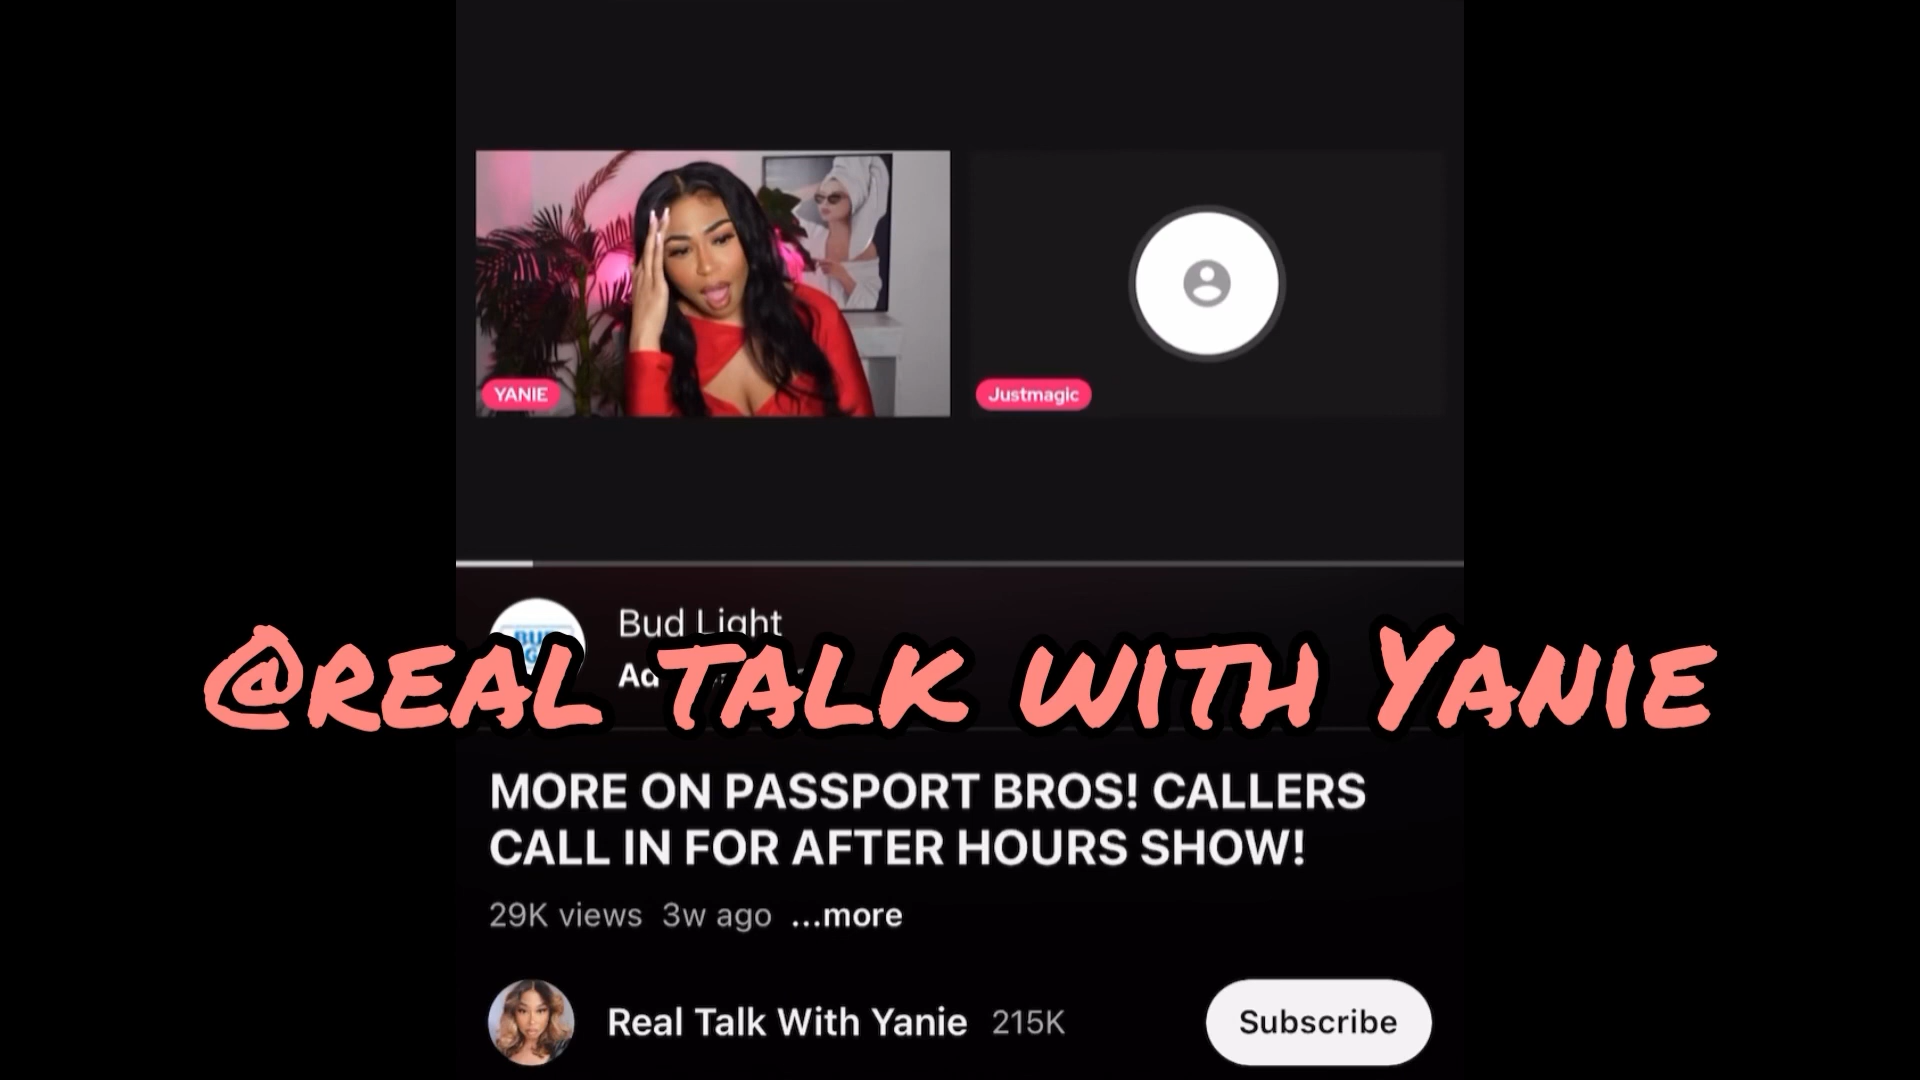 YANIE
Justmagic
Bud Light
@REAL TALK WITH YANIE
MORE ON PASSPORT BROS! CALLERS
CALL IN FOR AFTER HOURS SHOW!
29K views 3w ago ...more
Real Talk With Yanie 215K
Subscribe